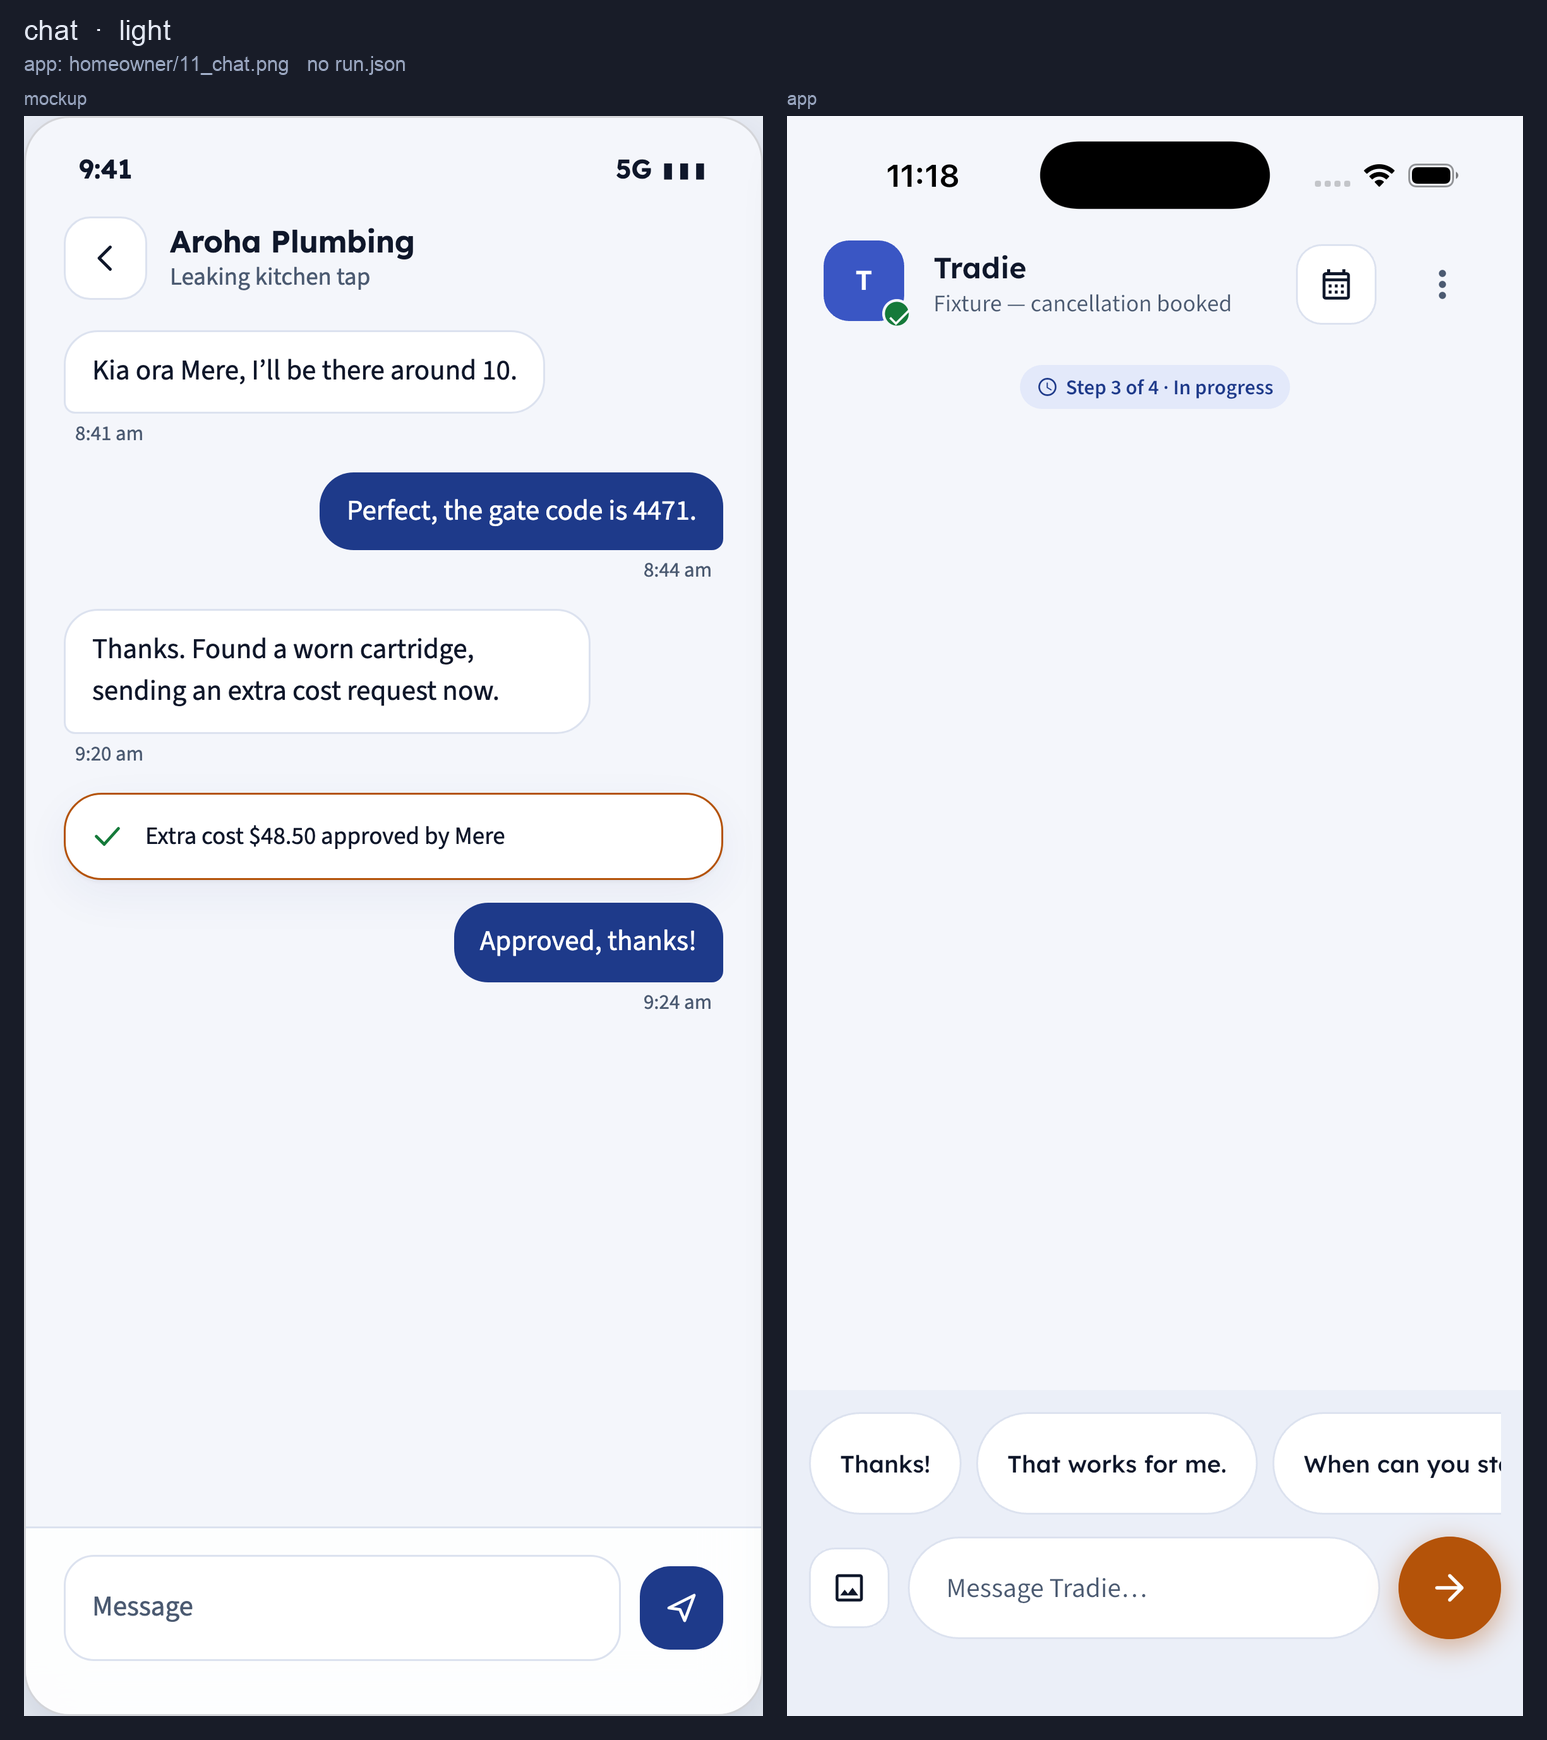 chat · light
app: homeowner/11_chat.png no run.json
mockup
9:41
5G
Aroha Plumbing
Leaking kitchen tap
Kia ora Mere, I’ll be there around 10.
8:41 am
Perfect, the gate code is 4471.
8:44 am
Thanks. Found a worn cartridge,
sending an extra cost request now.
9:20 am
Extra cost $48.50 approved by Mere
Approved, thanks!
9:24 am
Message
app
11:18
T
Tradie
Fixture — cancellation booked
Step 3 of 4 · In progress
Thanks!
That works for me.
When can you st
Message Tradie…